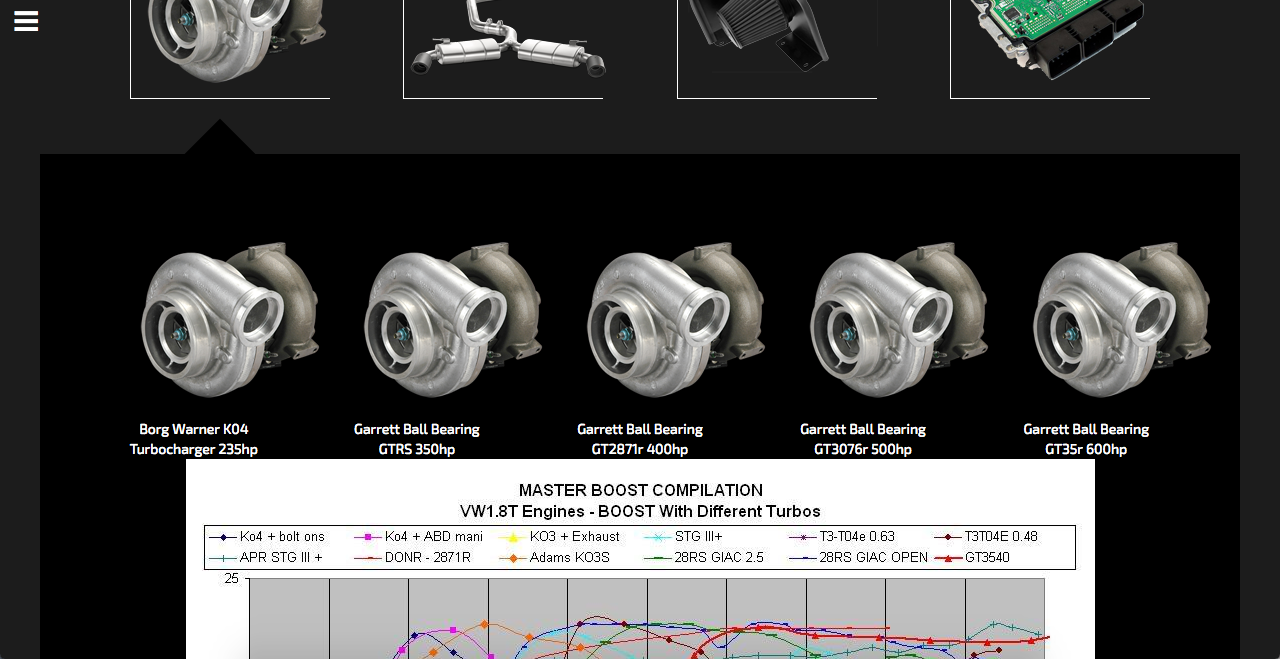 Borg Warner K04
Turbocharger 235hp
Garrett Ball Bearing
GTRS 350hp
Garrett Ball Bearing
GT2871r 400hp
Garrett Ball Bearing
GT3076r 500hp
Garrett Ball Bearing
GT35r 600hp
MASTER BOOST COMPILATION
VW1.8T Engines - BOOST With Different Turbos
Ko4 + bolt ons Ko4 + ABD mani KO3 + Exhaust STG III+ T3-T04e 0.63 T3T04E 0.48
APR STG III + DONR - 2871R Adams KO3S 28RS GIAC 2.5 28RS GIAC OPEN GT3540
25